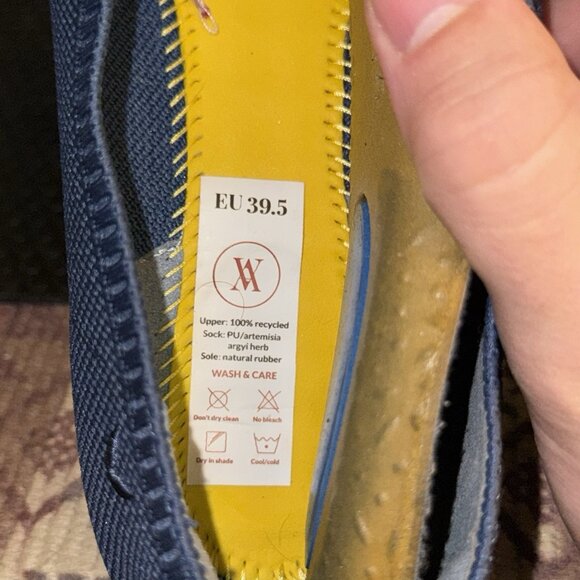 EU 39.5
Upper: 100% recycled
Sock: PU/artemisia
argyi herb
Sole: natural rubber
WASH & CARE
Don't dry clean
No bleach
Dry in shade
Cool/cold